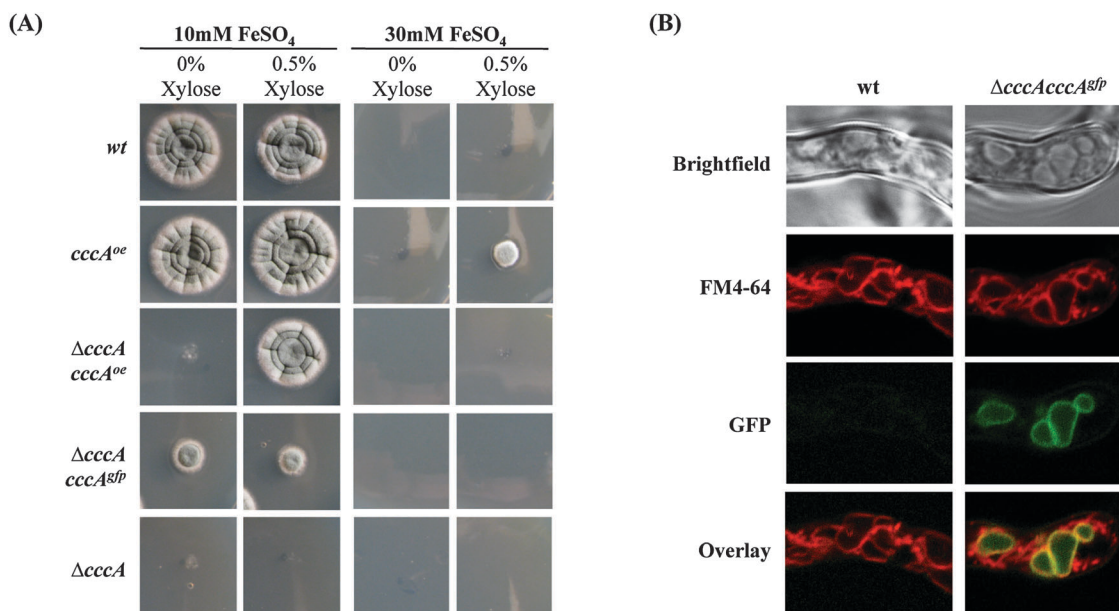 (A)
10mM FeSO₄ 30mM FeSO₄
0% 0.5% 0% 0.5%
Xylose Xylose Xylose Xylose
wt
cccAᵒᵉ
ΔcccA
cccAᵒᵉ
ΔcccA
cccAᵍᶠᵖ
ΔcccA
(B)
wt ΔcccAcccAᵍᶠᵖ
Brightfield
FM4-64
GFP
Overlay